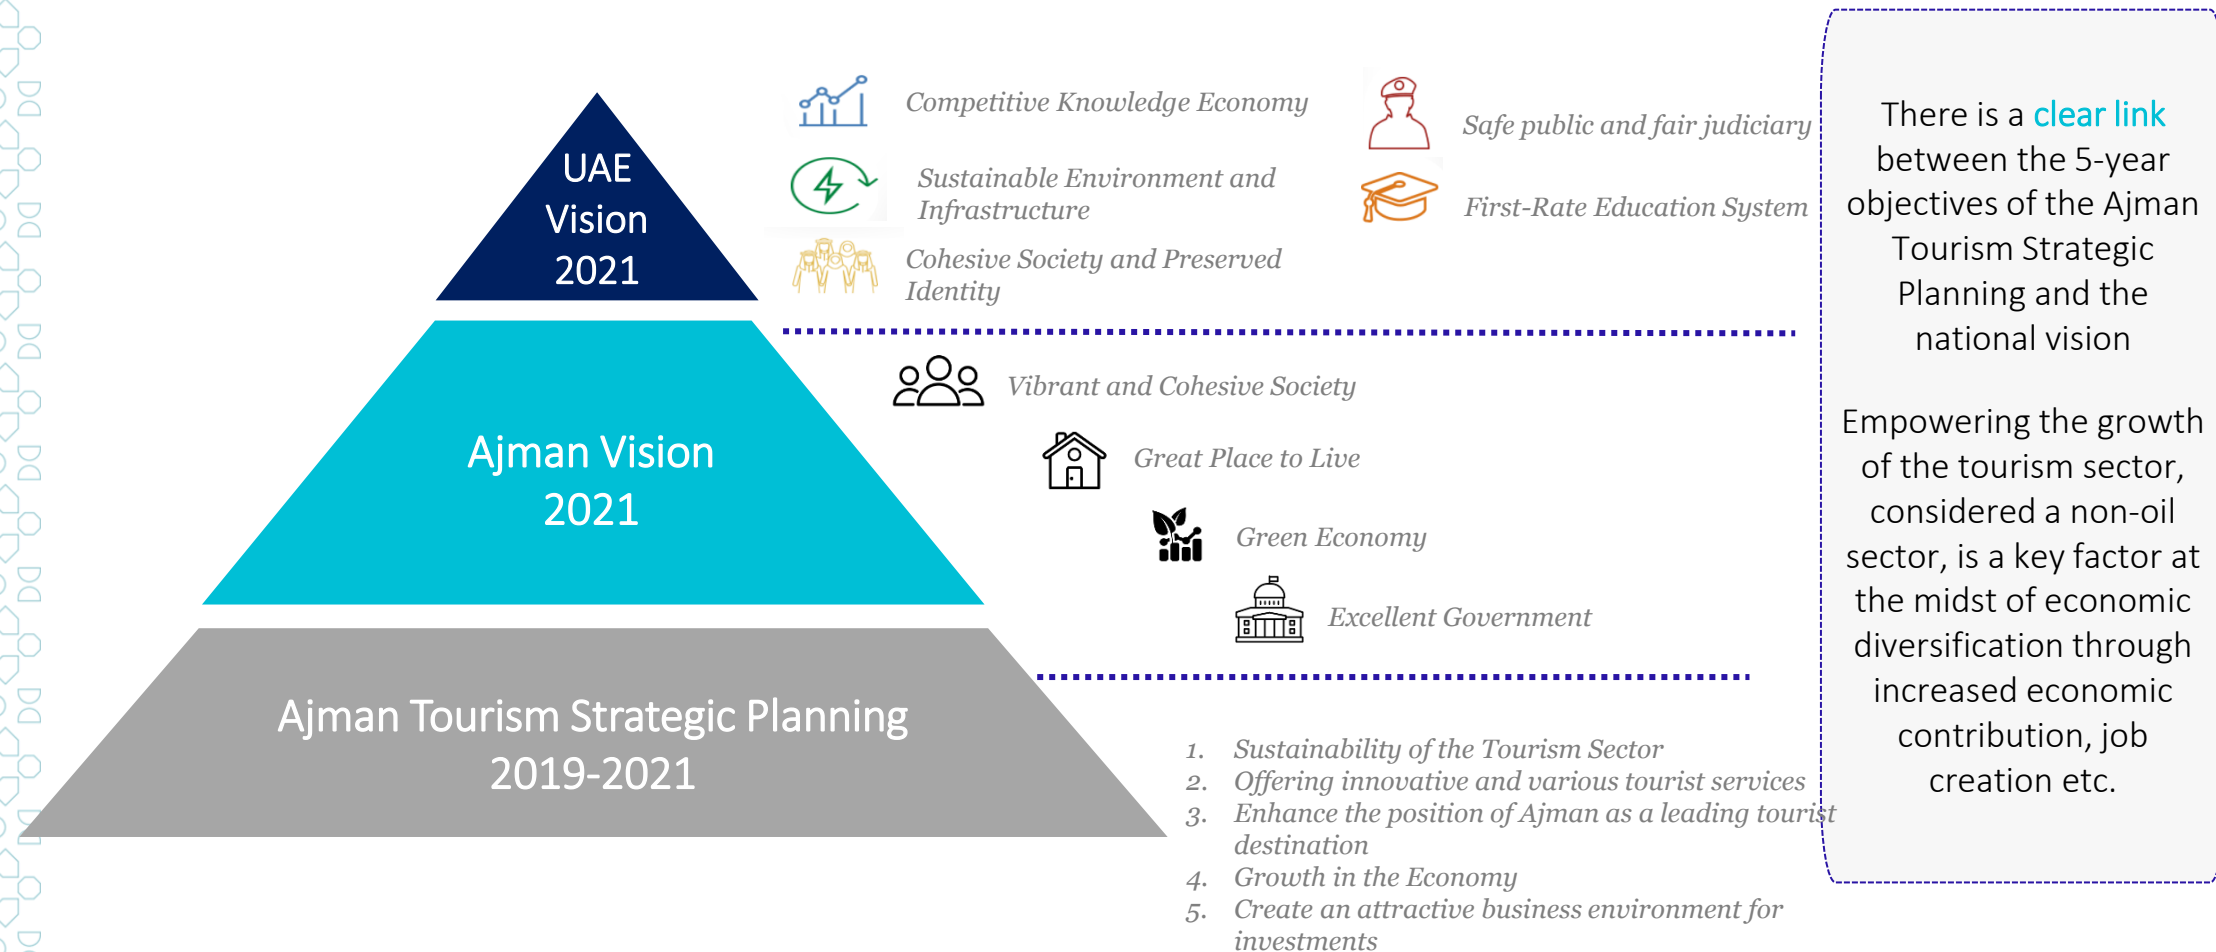 UAE
Vision
2021
Competitive Knowledge Economy
Sustainable Environment and
Infrastructure
Cohesive Society and Preserved
Identity
Safe public and fair judiciary
First-Rate Education System
Ajman Vision
2021
Vibrant and Cohesive Society
Great Place to Live
Green Economy
Excellent Government
Ajman Tourism Strategic Planning
2019-2021
1. Sustainability of the Tourism Sector
2. Offering innovative and various tourist services
3. Enhance the position of Ajman as a leading tourist
destination
4. Growth in the Economy
5. Create an attractive business environment for
investments
There is a clear link
between the 5-year
objectives of the Ajman
Tourism Strategic
Planning and the
national vision
Empowering the growth
of the tourism sector,
considered a non-oil
sector, is a key factor at
the midst of economic
diversification through
increased economic
contribution, job
creation etc.